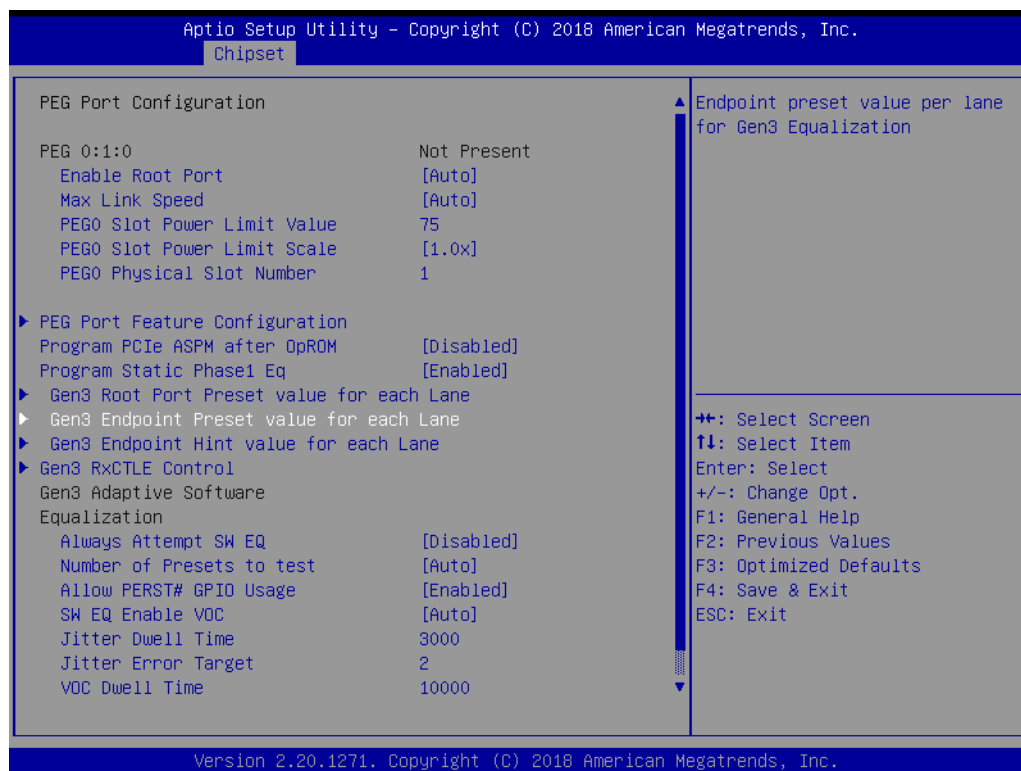 Aptio Setup Utility – Copyright (C) 2018 American Megatrends, Inc.
Chipset
PEG Port Configuration
PEG 0:1:0 Not Present
Enable Root Port [Auto]
Max Link Speed [Auto]
PEG0 Slot Power Limit Value 75
PEG0 Slot Power Limit Scale [1.0x]
PEG0 Physical Slot Number 1
PEG Port Feature Configuration
Program PCIe ASPM after OpROM [Disabled]
Program Static Phase1 Eq [Enabled]
Gen3 Root Port Preset value for each Lane
Gen3 Endpoint Preset value for each Lane
Gen3 Endpoint Hint value for each Lane
Gen3 RxCTLE Control
Gen3 Adaptive Software
Equalization
Always Attempt SW EQ [Disabled]
Number of Presets to test [Auto]
Allow PERST# GPIO Usage [Enabled]
SW EQ Enable VOC [Auto]
Jitter Dwell Time 3000
Jitter Error Target 2
VOC Dwell Time 10000
Endpoint preset value per lane
for Gen3 Equalization
→←: Select Screen
↑↓: Select Item
Enter: Select
+/-: Change Opt.
F1: General Help
F2: Previous Values
F3: Optimized Defaults
F4: Save & Exit
ESC: Exit
Version 2.20.1271. Copyright (C) 2018 American Megatrends, Inc.